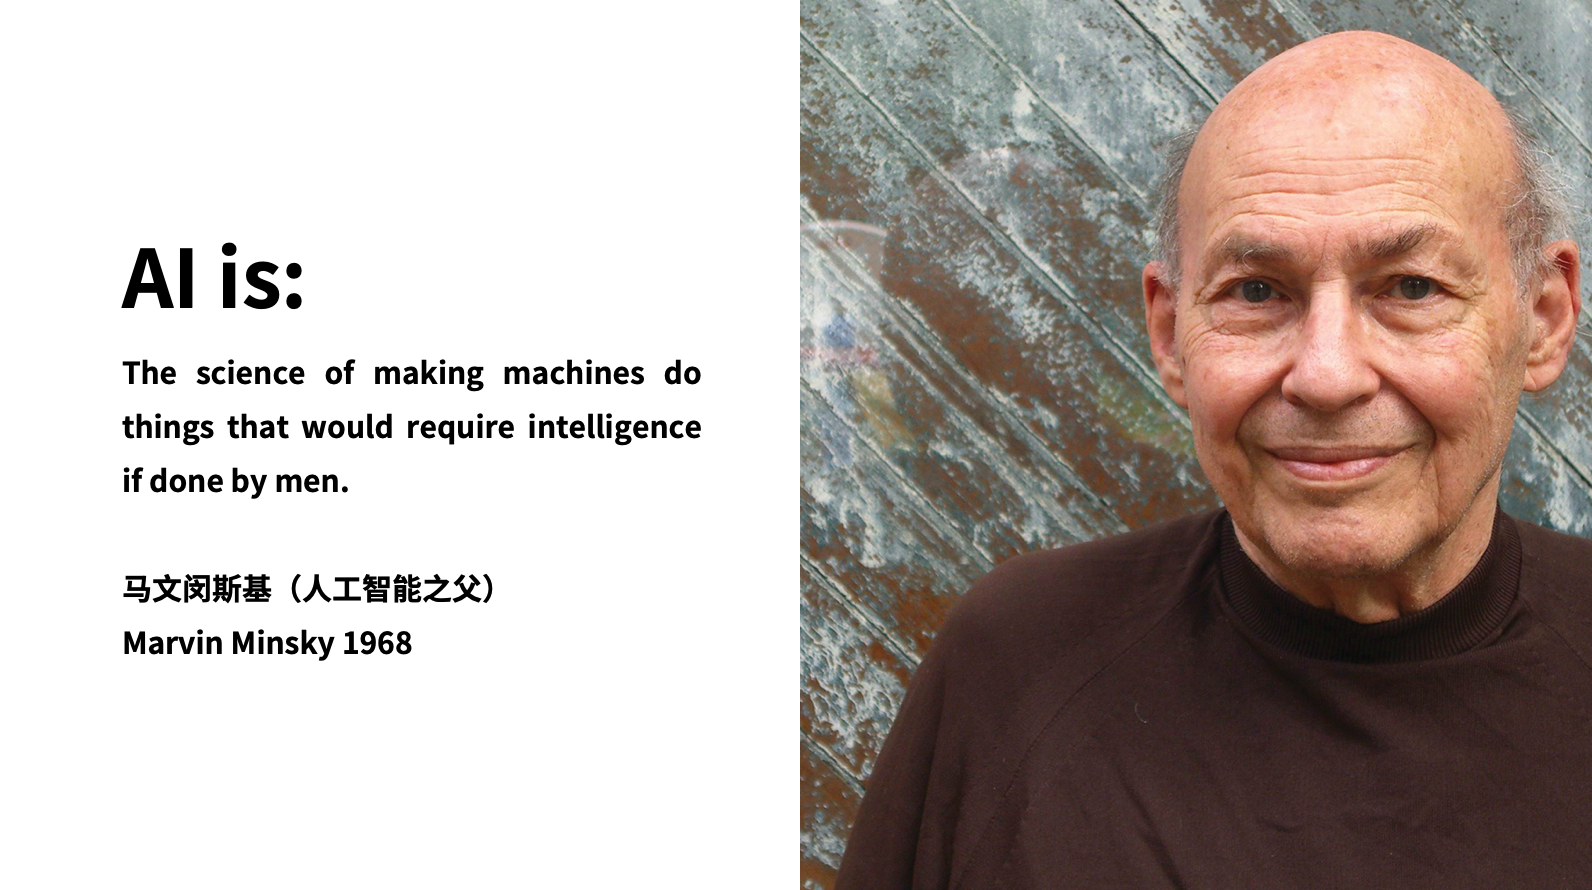 AI is:
The science of making machines do
things that would require intelligence
if done by men.
马文闵斯基（人工智能之父）
Marvin Minsky 1968